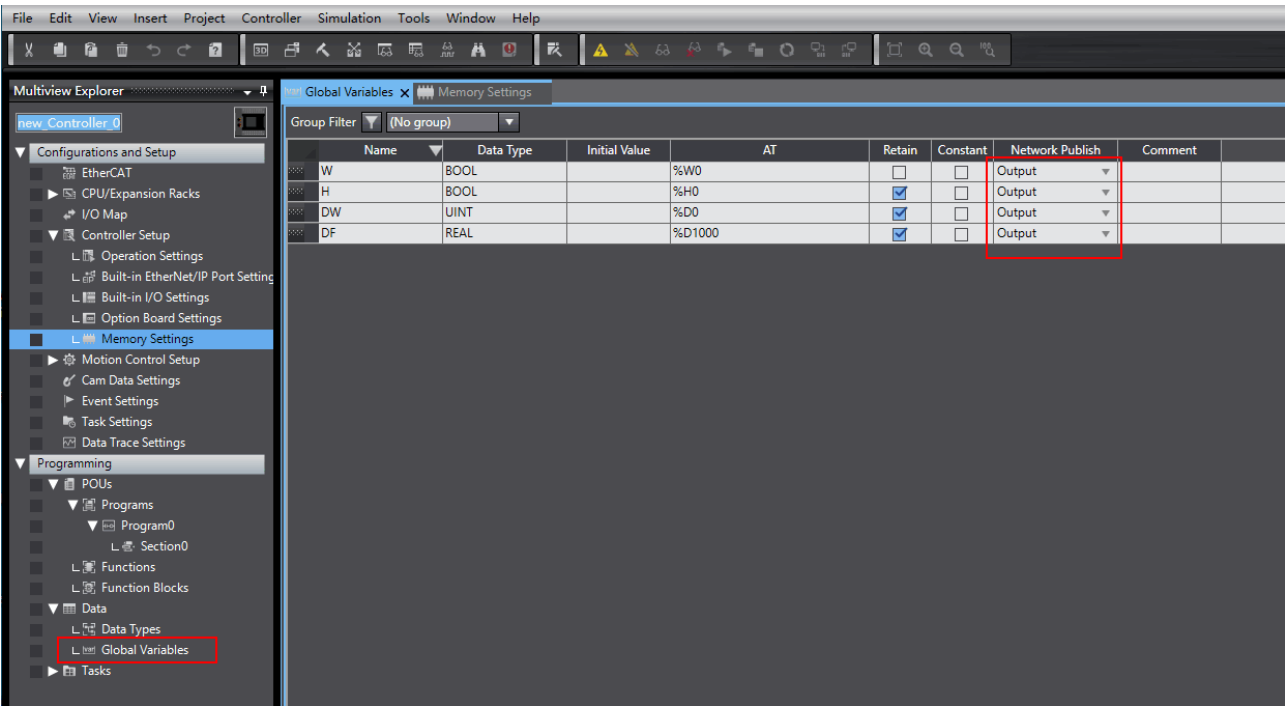 File Edit View Insert Project Controller Simulation Tools Window Help
3D
Multiview Explorer
new_Controller_0
Configurations and Setup
EtherCAT
CPU/Expansion Racks
I/O Map
Controller Setup
Operation Settings
Built-in EtherNet/IP Port Setting
Built-in I/O Settings
Option Board Settings
Memory Settings
Motion Control Setup
Cam Data Settings
Event Settings
Task Settings
Data Trace Settings
Programming
POUs
Programs
Program0
Section0
Functions
Function Blocks
Data
Data Types
Global Variables
Tasks
Global Variables Memory Settings
Group Filter (No group)
Name Data Type Initial Value AT Retain Constant Network Publish Comment
W BOOL %W0 Output
H BOOL %H0 Output
DW UINT %D0 Output
DF REAL %D1000 Output